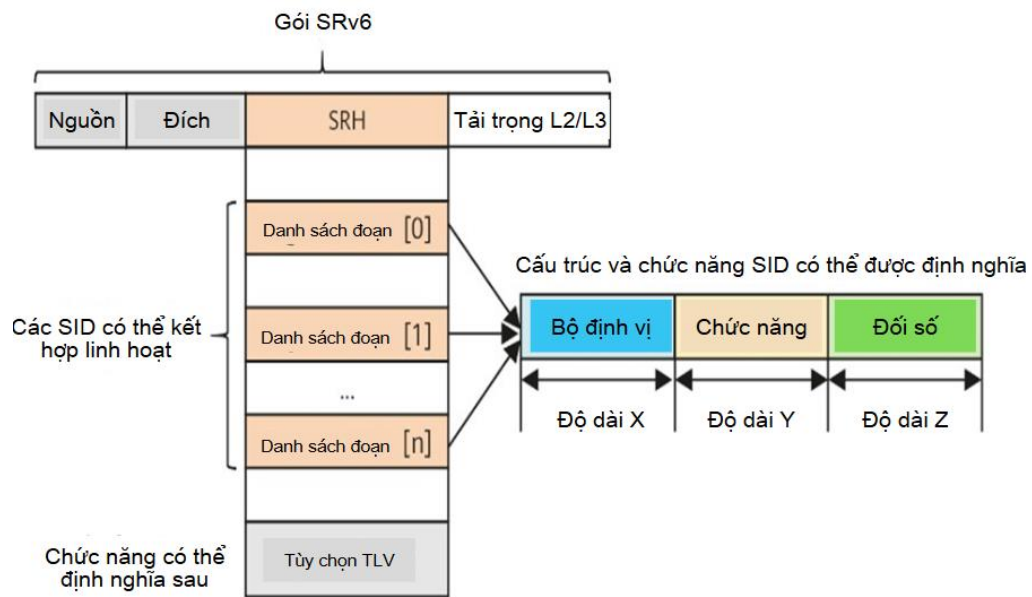 Gói SRv6
Nguồn
Đích
SRH
Tải trọng L2/L3
Danh sách đoạn [0]
Cấu trúc và chức năng SID có thể được định nghĩa
Các SID có thể kết
hợp linh hoạt
Danh sách đoạn [1]
Bộ định vị
Chức năng
Đối số
...
Độ dài X
Độ dài Y
Độ dài Z
Danh sách đoạn [n]
Chức năng có thể
định nghĩa sau
Tùy chọn TLV